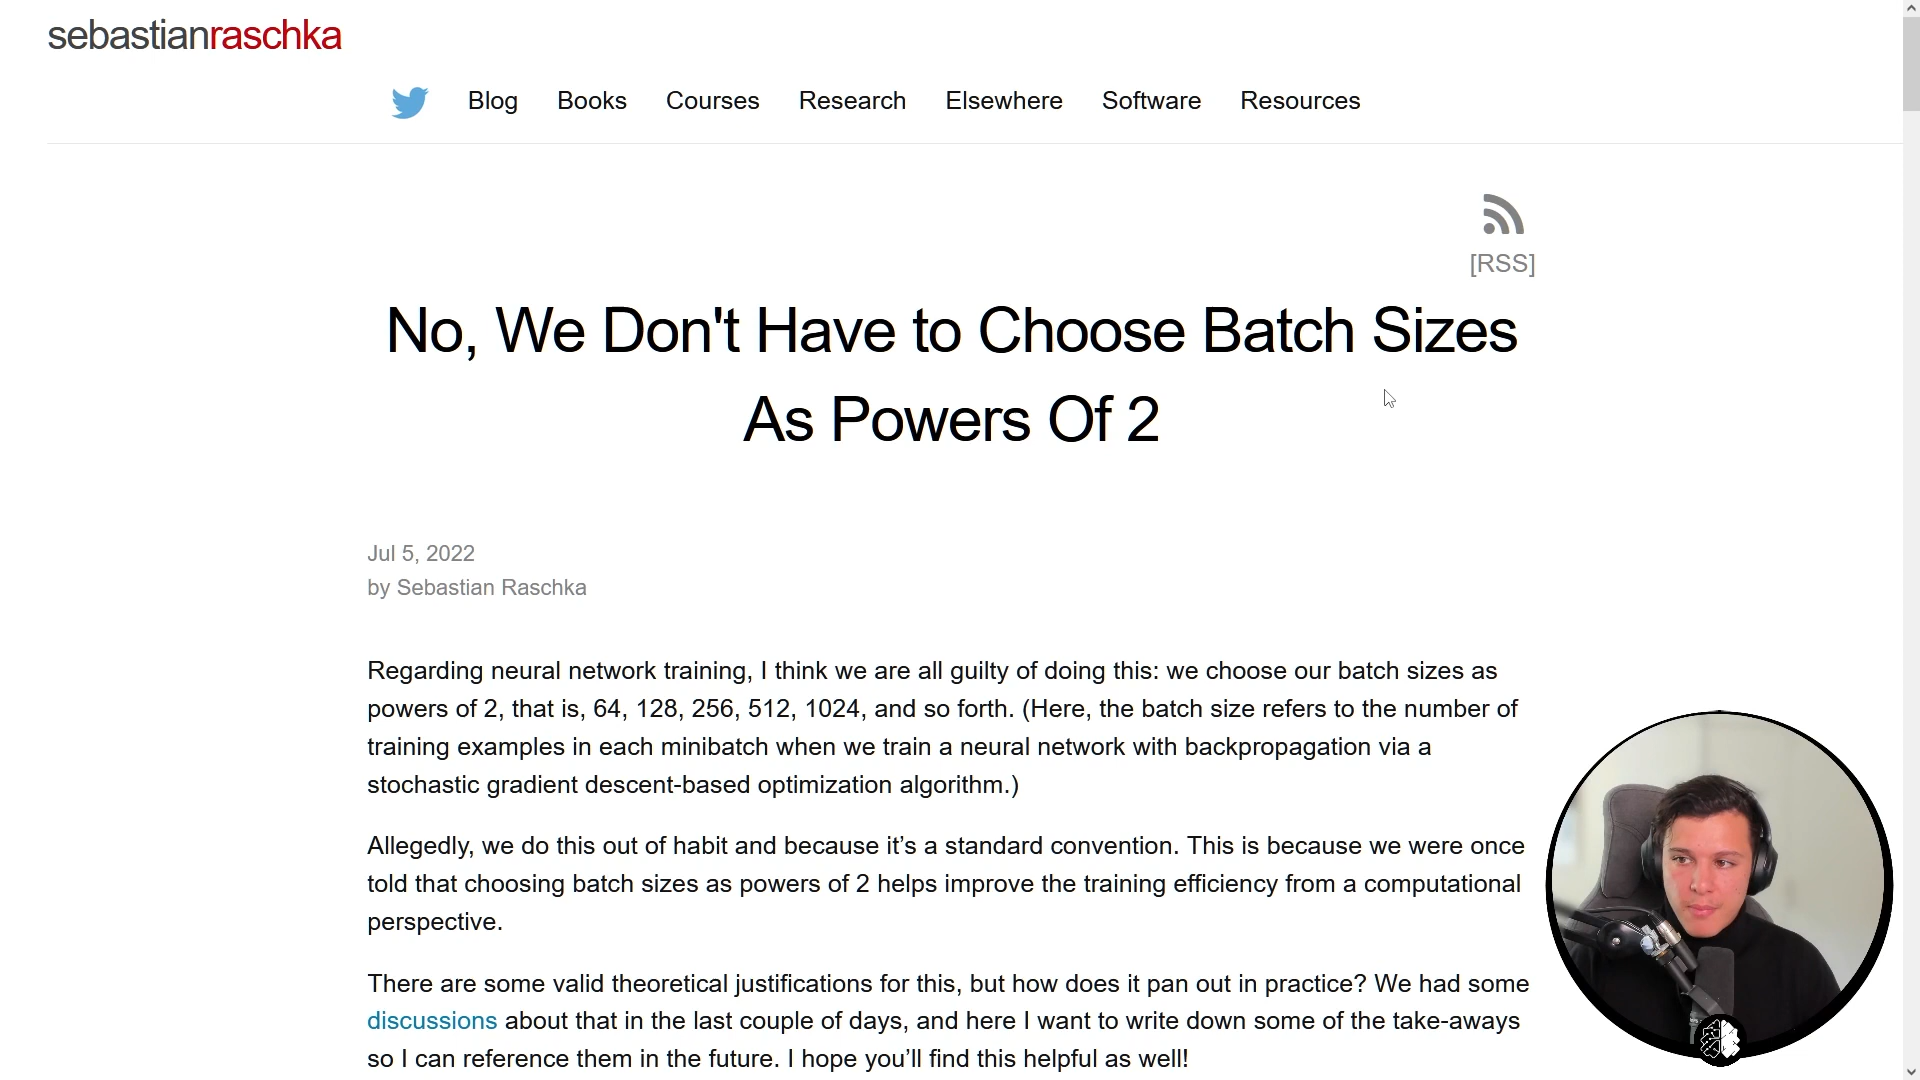 sebastianraschka
Blog Books Courses Research Elsewhere Software Resources
[RSS]
No, We Don't Have to Choose Batch Sizes
As Powers Of 2
Jul 5, 2022
by Sebastian Raschka
Regarding neural network training, I think we are all guilty of doing this: we choose our batch sizes as
powers of 2, that is, 64, 128, 256, 512, 1024, and so forth. (Here, the batch size refers to the number of
training examples in each minibatch when we train a neural network with backpropagation via a
stochastic gradient descent-based optimization algorithm.)
Allegedly, we do this out of habit and because it’s a standard convention. This is because we were once
told that choosing batch sizes as powers of 2 helps improve the training efficiency from a computational
perspective.
There are some valid theoretical justifications for this, but how does it pan out in practice? We had some
discussions about that in the last couple of days, and here I want to write down some of the take-aways
so I can reference them in the future. I hope you’ll find this helpful as well!